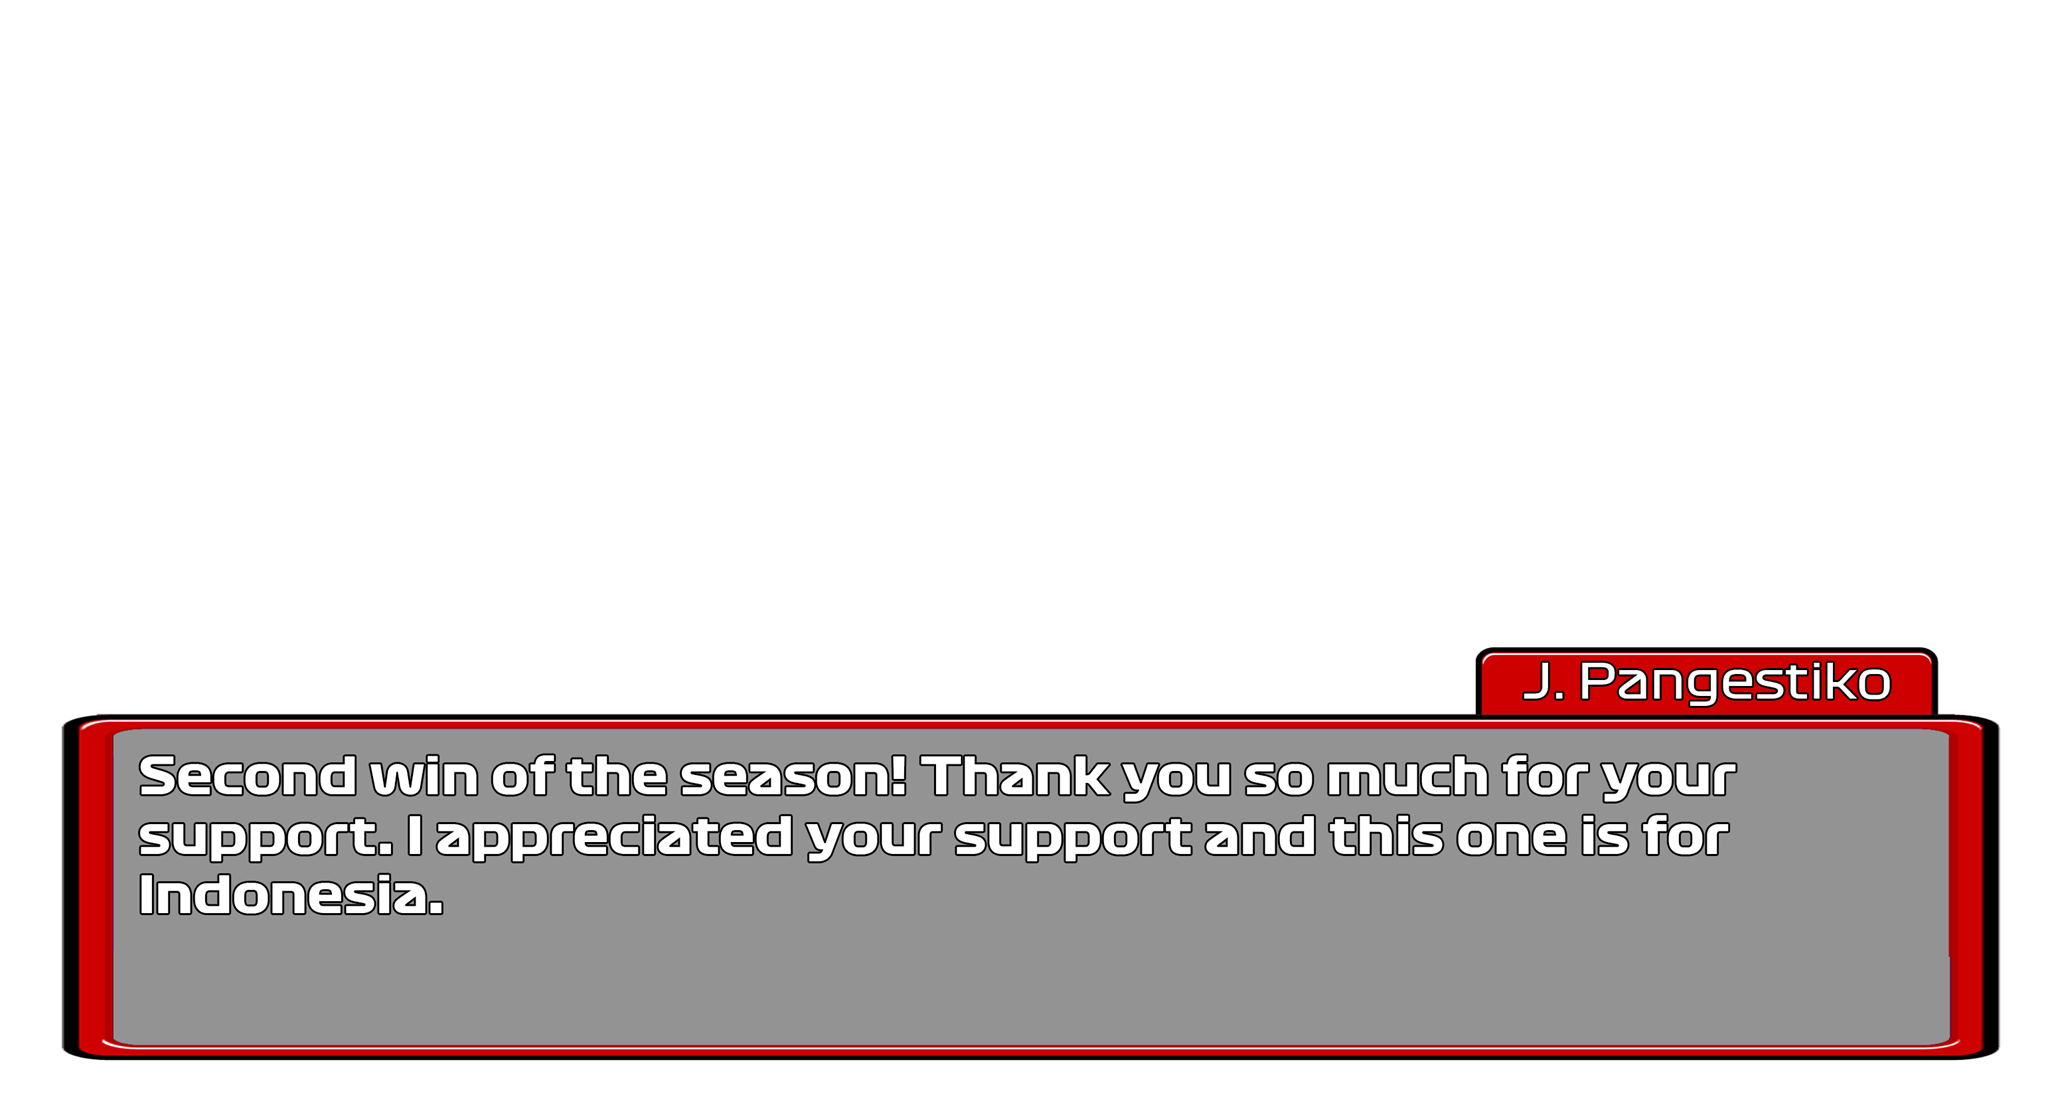 J. Pangestiko
Second win of the season! Thank you so much for your
support. I appreciated your support and this one is for
Indonesia.